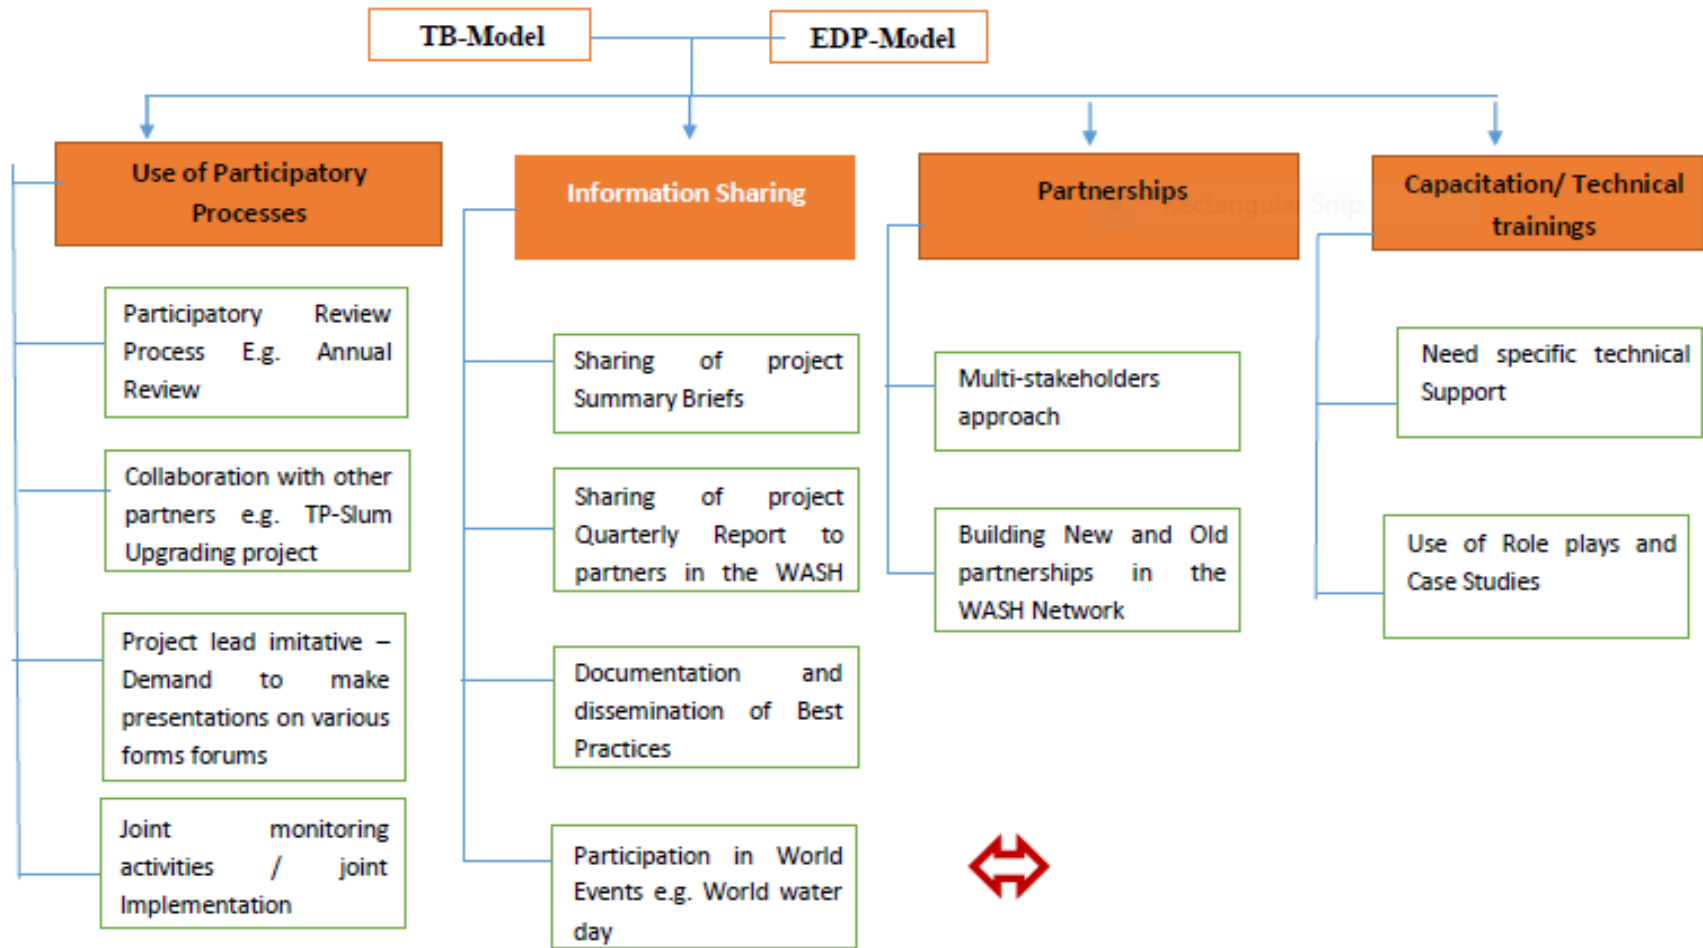 TB-Model
EDP-Model
Use of Participatory
Processes
Participatory Review
Process E.g. Annual
Review
Collaboration with other
partners e.g. TP-Slum
Upgrading project
Project lead imitative –
Demand to make
presentations on various
forms forums
Joint monitoring
activities / joint
Implementation
Information Sharing
Sharing of project
Summary Briefs
Sharing of project
Quarterly Report to
partners in the WASH
Documentation and
dissemination of Best
Practices
Participation in World
Events e.g. World water
day
Partnerships
Rectangular Snip
Multi-stakeholders
approach
Building New and Old
partnerships in the
WASH Network
Capacitation/ Technical
trainings
Need specific technical
Support
Use of Role plays and
Case Studies